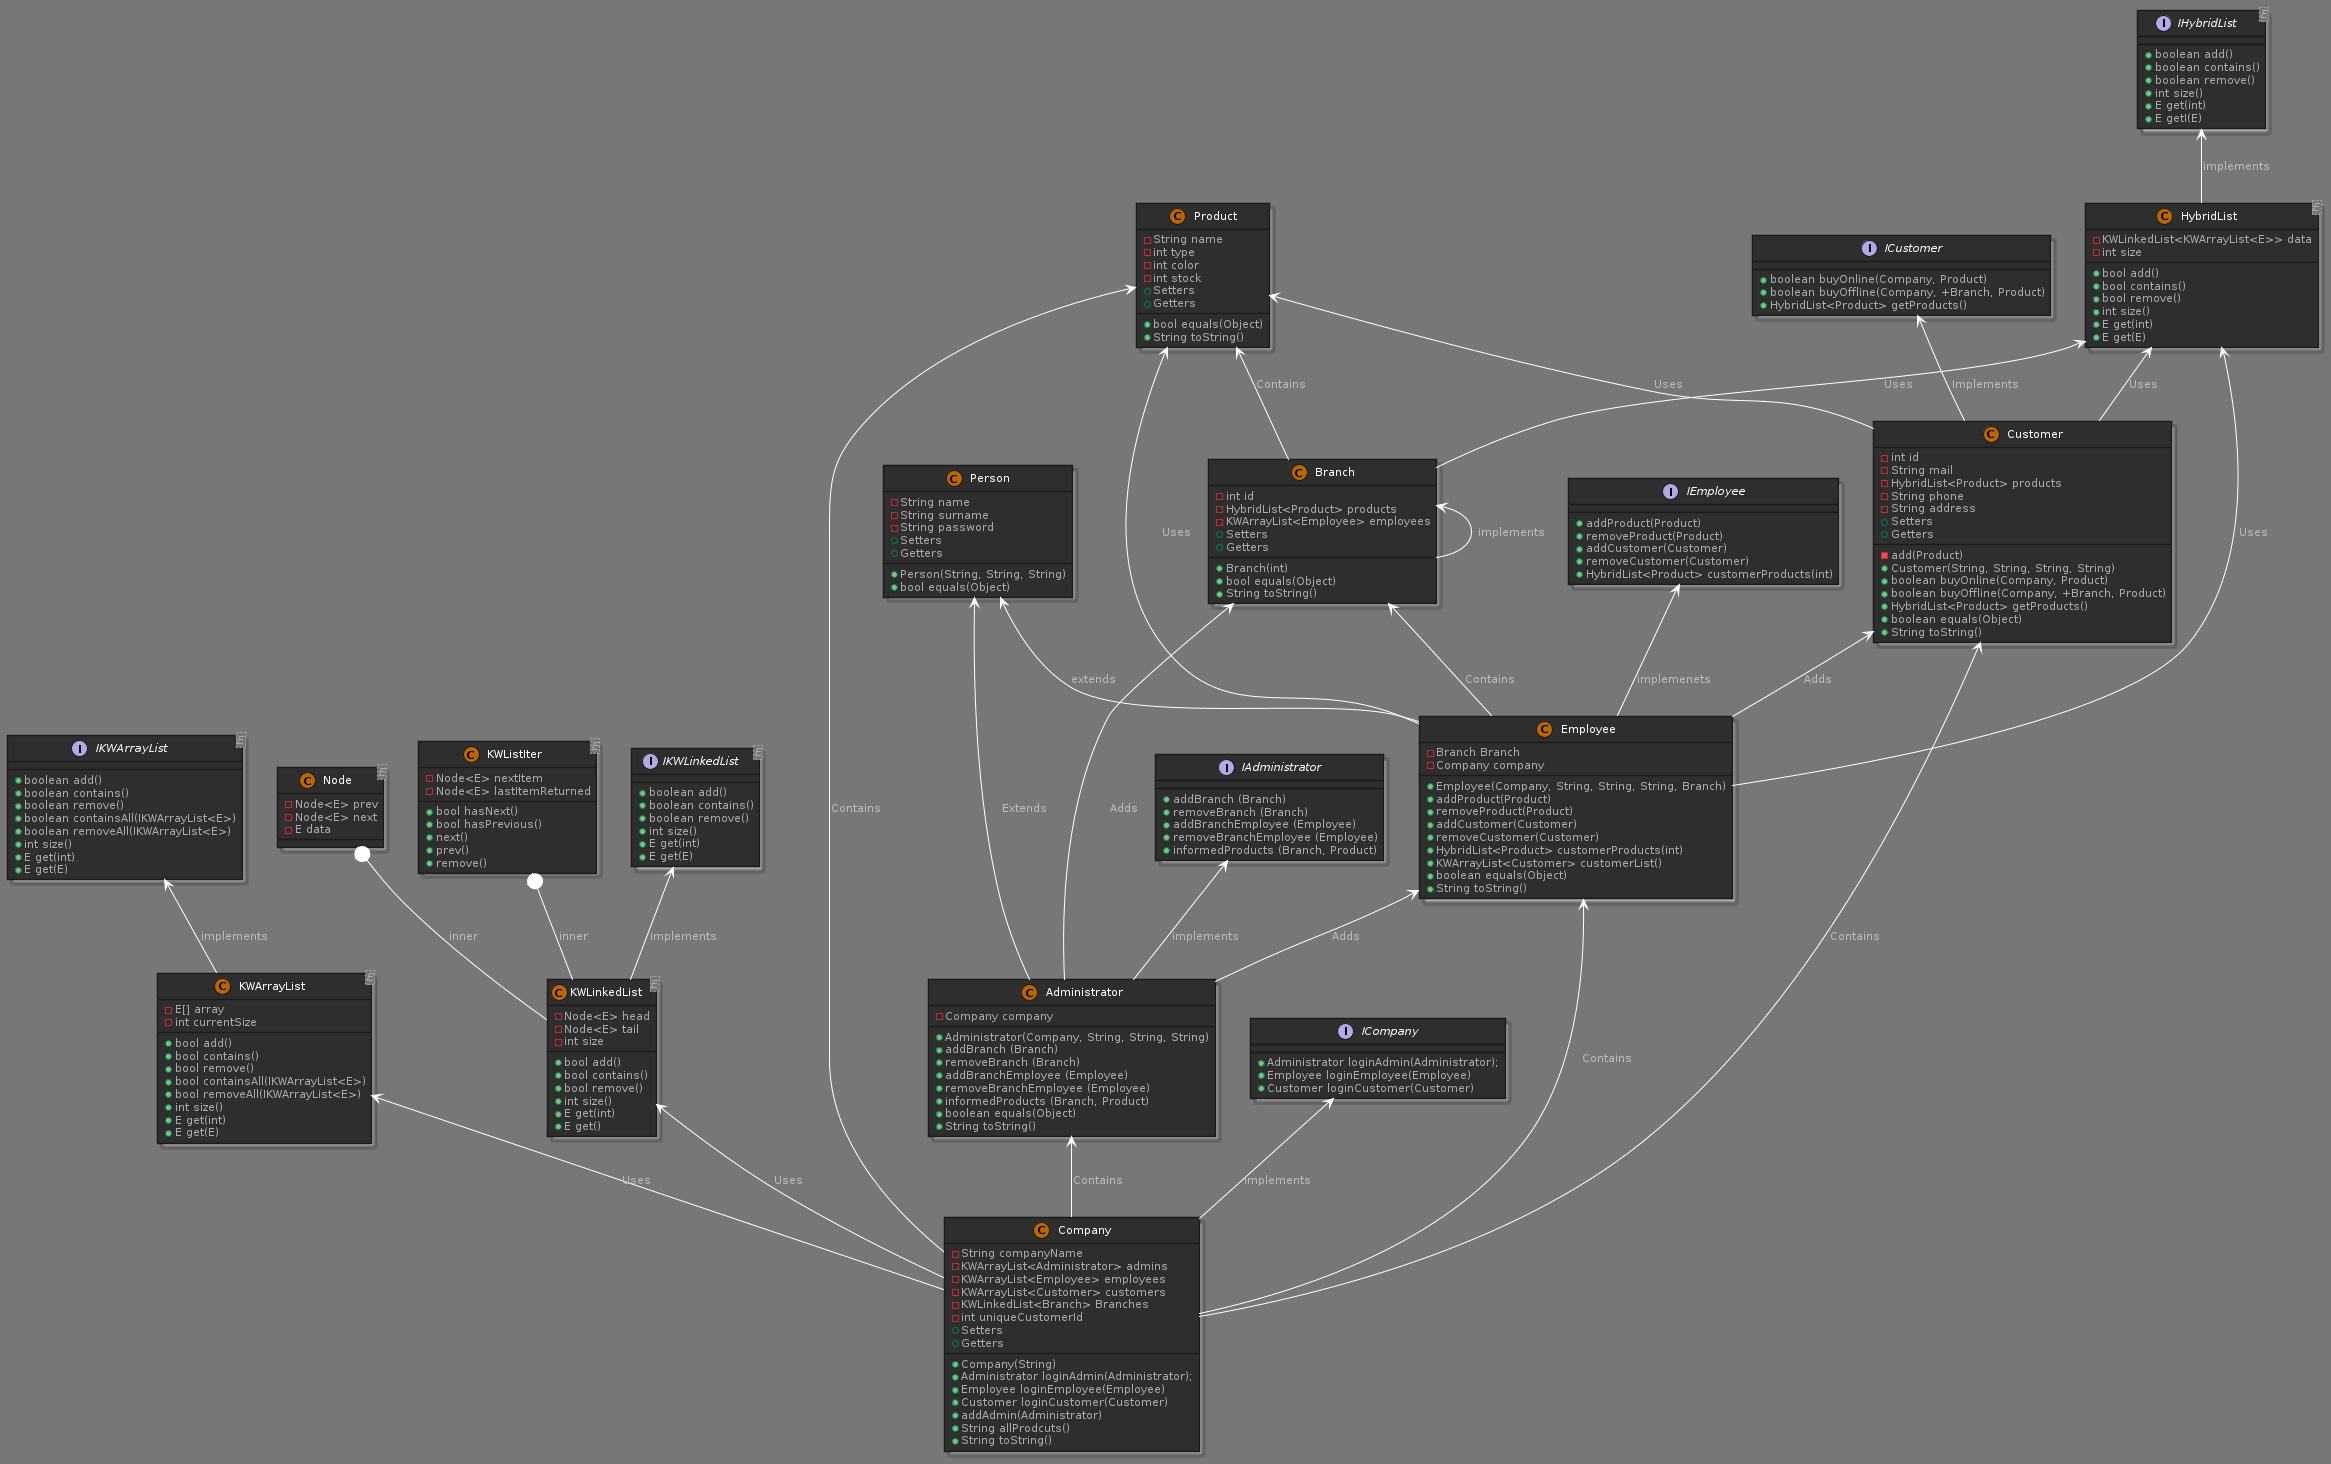 I IHybridList E
boolean add()
boolean contains()
boolean remove()
int size()
E get(int)
E getI(E)
implements
C Product
String name
int type
int color
int stock
Setters
Getters
bool equals(Object)
String toString()
I ICustomer
boolean buyOnline(Company, Product)
boolean buyOffline(Company, +Branch, Product)
HybridList<Product> getProducts()
C HybridList E
KWLinkedList<KWArrayList<E>> data
int size
bool add()
bool contains()
bool remove()
int size()
E get(int)
E get(E)
Contains
Uses
Uses
Implements
Uses
C Person
String name
String surname
String password
Setters
Getters
Person(String, String, String)
bool equals(Object)
Uses
C Branch
int id
HybridList<Product> products
KWArrayList<Employee> employees
Setters
Getters
Branch(int)
bool equals(Object)
String toString()
implements
I IEmployee
addProduct(Product)
removeProduct(Product)
addCustomer(Customer)
removeCustomer(Customer)
HybridList<Product> customerProducts(int)
C Customer
int id
String mail
HybridList<Product> products
String phone
String address
Setters
Getters
add(Product)
Customer(String, String, String, String)
boolean buyOnline(Company, Product)
boolean buyOffline(Company, +Branch, Product)
HybridList<Product> getProducts()
boolean equals(Object)
String toString()
Uses
extends
Contains
implemenets
Adds
I IKWArrayList E
boolean add()
boolean contains()
boolean remove()
boolean containsAll(IKWArrayList<E>)
boolean removeAll(IKWArrayList<E>)
int size()
E get(int)
E get(E)
C Node E
Node<E> prev
Node<E> next
E data
C KWListIter E
Node<E> nextItem
Node<E> lastItemReturned
bool hasNext()
bool hasPrevious()
next()
prev()
remove()
I IKWLinkedList E
boolean add()
boolean contains()
boolean remove()
int size()
E get(int)
E get(E)
Contains
Extends
Adds
I IAdministrator
addBranch (Branch)
removeBranch (Branch)
addBranchEmployee (Employee)
removeBranchEmployee (Employee)
informedProducts (Branch, Product)
C Employee
Branch Branch
Company company
Employee(Company, String, String, String, Branch)
addProduct(Product)
removeProduct(Product)
addCustomer(Customer)
removeCustomer(Customer)
HybridList<Product> customerProducts(int)
KWArrayList<Customer> customerList()
boolean equals(Object)
String toString()
implements
inner
inner
implements
implements
Adds
Contains
C KWArrayList E
E[] array
int currentSize
bool add()
bool contains()
bool remove()
bool containsAll(IKWArrayList<E>)
bool removeAll(IKWArrayList<E>)
int size()
E get(int)
E get(E)
C KWLinkedList E
Node<E> head
Node<E> tail
int size
bool add()
bool contains()
bool remove()
int size()
E get(int)
E get()
C Administrator
Company company
Administrator(Company, String, String, String)
addBranch (Branch)
removeBranch (Branch)
addBranchEmployee (Employee)
removeBranchEmployee (Employee)
informedProducts (Branch, Product)
boolean equals(Object)
String toString()
I ICompany
Administrator loginAdmin(Administrator);
Employee loginEmployee(Employee)
Customer loginCustomer(Customer)
Contains
Uses
Uses
Contains
implements
C Company
String companyName
KWArrayList<Administrator> admins
KWArrayList<Employee> employees
KWArrayList<Customer> customers
KWLinkedList<Branch> Branches
int uniqueCustomerId
Setters
Getters
Company(String)
Administrator loginAdmin(Administrator);
Employee loginEmployee(Employee)
Customer loginCustomer(Customer)
addAdmin(Administrator)
String allProdcuts()
String toString()